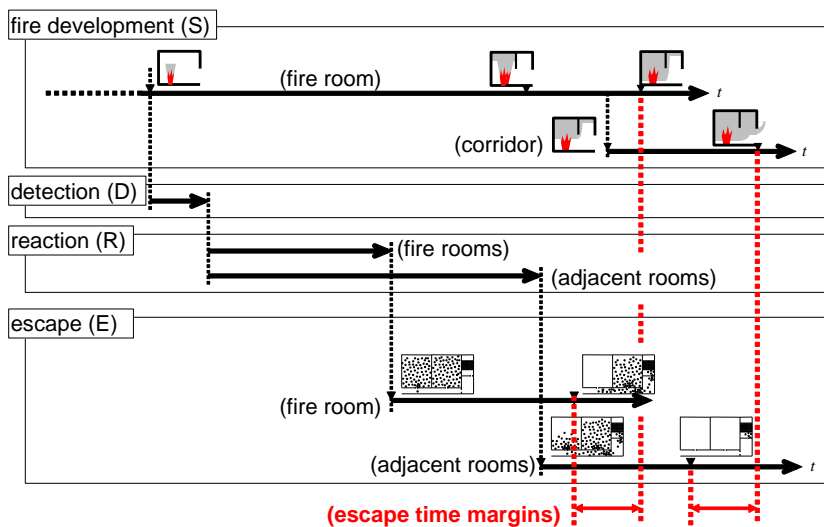 fire development (S)
(fire room)
t
(corridor)
t
detection (D)
reaction (R)
(fire rooms)
(adjacent rooms)
escape (E)
(fire room)
(adjacent rooms)
t
(escape time margins)